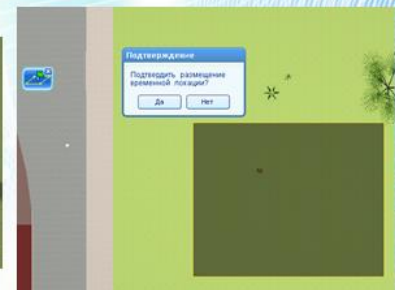 Подтверждение
Подтвердить размещение
временной локации?
Да
Нет